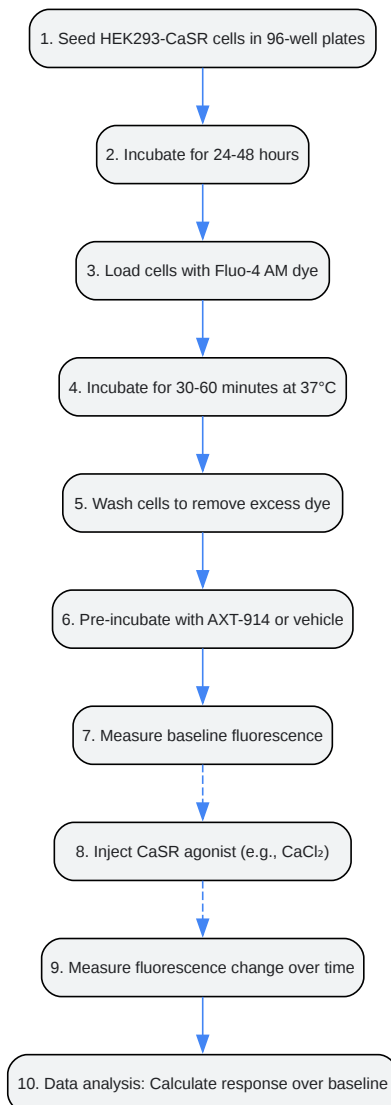 1. Seed HEK293-CaSR cells in 96-well plates
2. Incubate for 24-48 hours
3. Load cells with Fluo-4 AM dye
4. Incubate for 30-60 minutes at 37°C
5. Wash cells to remove excess dye
6. Pre-incubate with AXT-914 or vehicle
7. Measure baseline fluorescence
8. Inject CaSR agonist (e.g., CaCl₂)
9. Measure fluorescence change over time
10. Data analysis: Calculate response over baseline